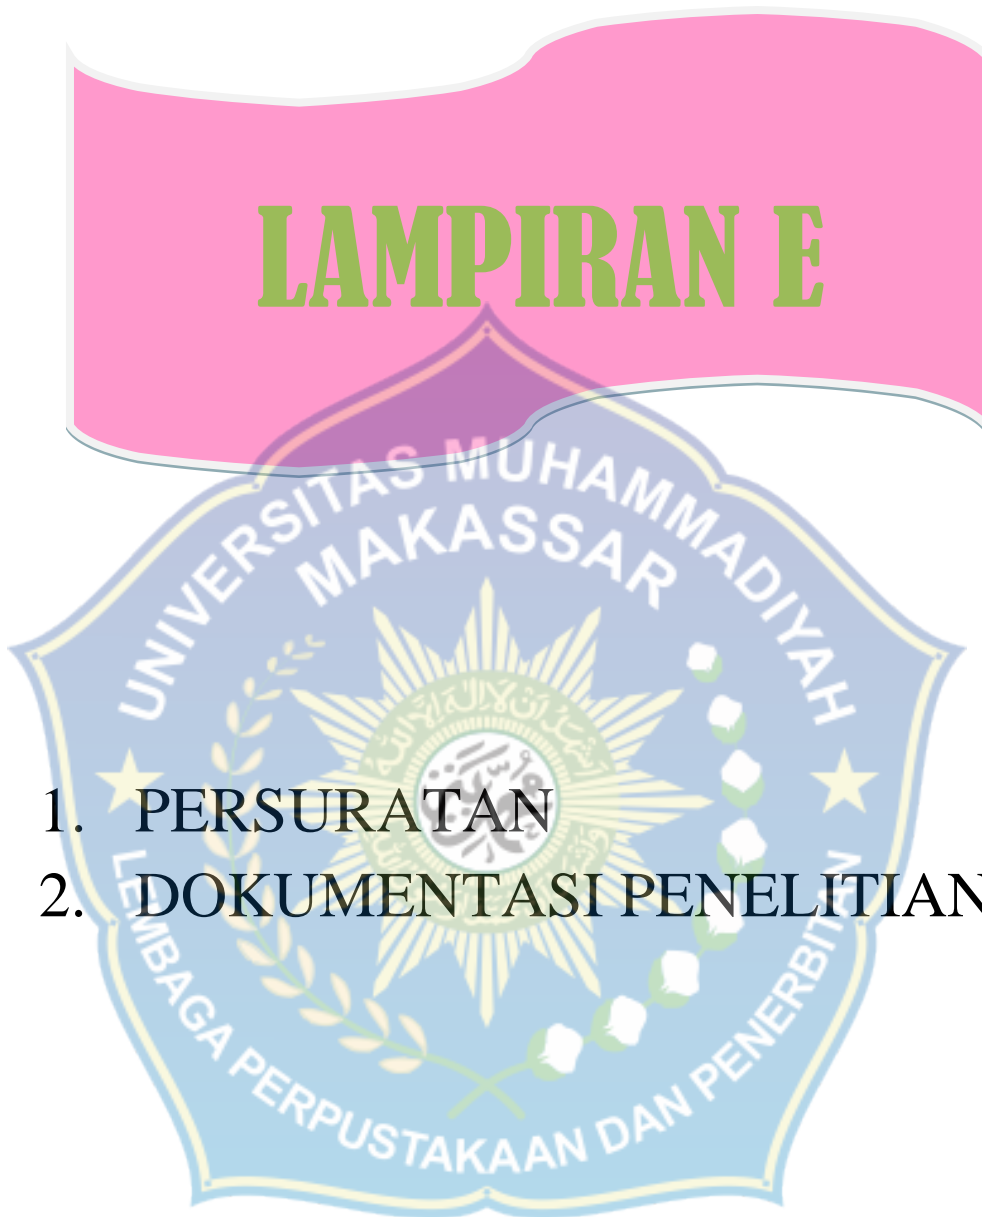 LAMPIRAN E
UNIVERSITAS MUHAMMADIYAH
MAKASSAR
1. PERSURATAN
2. DOKUMENTASI PENELITIAN
LEMBAGA PERPUSTAKAAN DAN PENERBITAN